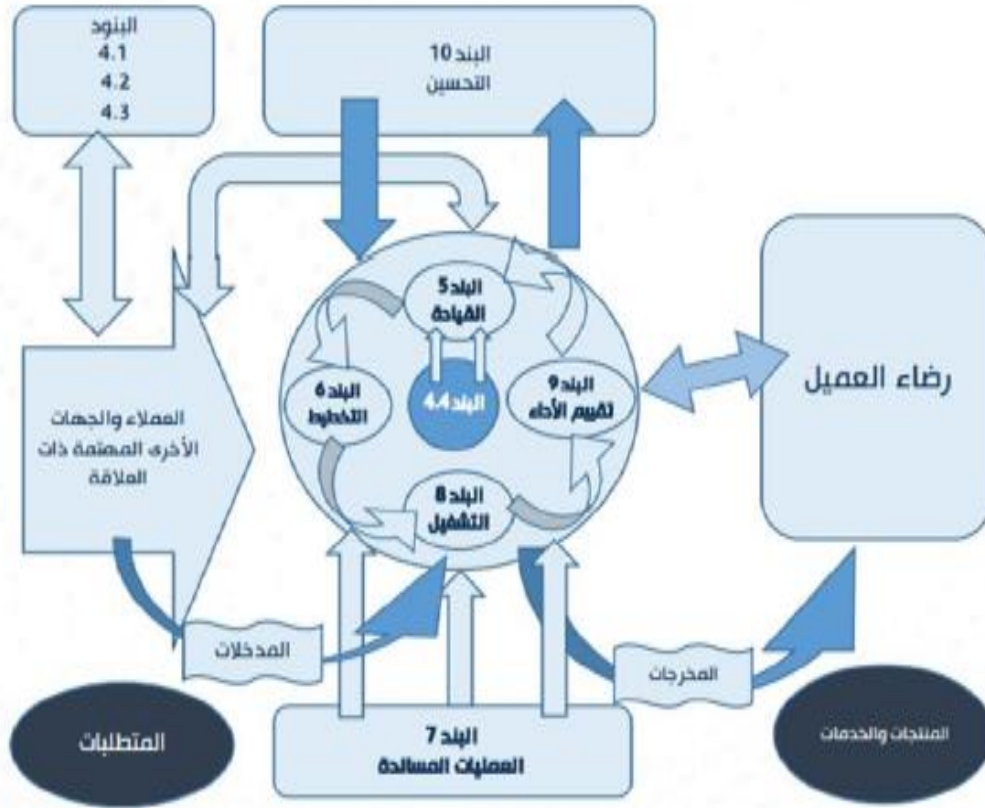 البنود
4.1
4.2
4.3
البند 10
التحسين
البند 5
القيادة
البند 6
التخطيط
البند 4.4
البند 9
تقييم الأداء
البند 8
التشغيل
رضاء العميل
العملاء والجهات
الأخرى المهتمة ذات
العلاقة
المدخلات
المخرجات
المتطلبات
البند 7
العمليات المساندة
المنتجات والخدمات